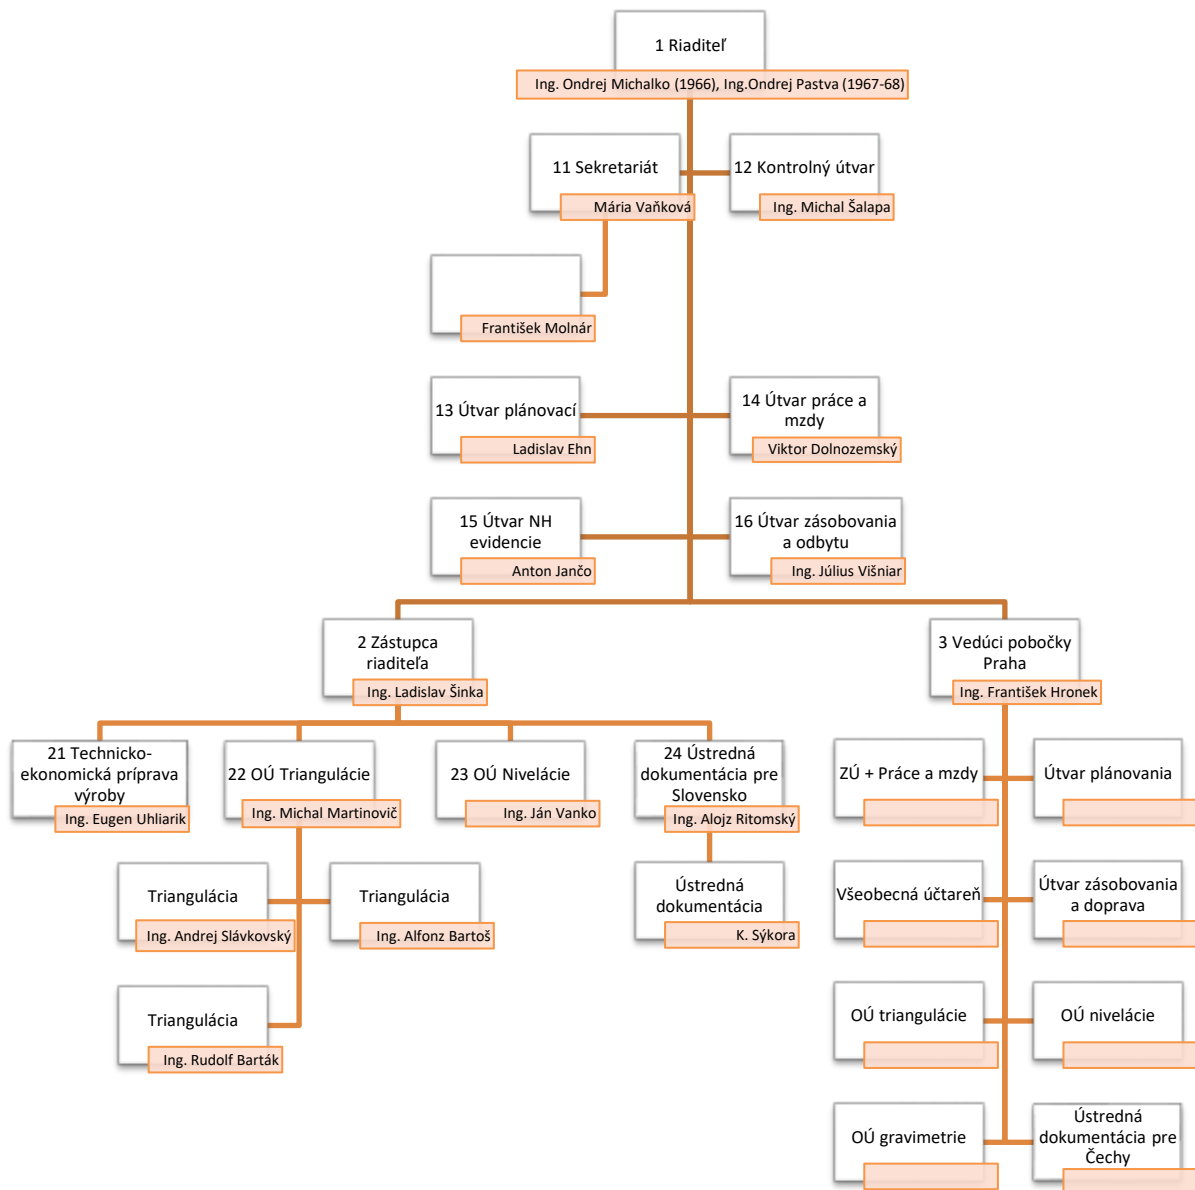 1 Riaditeľ
Ing. Ondrej Michalko (1966), Ing.Ondrej Pastva (1967-68)
11 Sekretariát
Mária Vaňková
12 Kontrolný útvar
Ing. Michal Šalapa
František Molnár
13 Útvar plánovací
Ladislav Ehn
14 Útvar práce a
mzdy
Viktor Dolnozemský
15 Útvar NH
evidencie
Anton Jančo
16 Útvar zásobovania
a odbytu
Ing. Július Višniar
2 Zástupca
riaditeľa
Ing. Ladislav Šinka
3 Vedúci pobočky
Praha
Ing. František Hronek
21 Technicko-
ekonomická príprava
výroby
Ing. Eugen Uhliarik
22 OÚ Triangulácie
Ing. Michal Martinovič
23 OÚ Nivelácie
Ing. Ján Vanko
24 Ústredná
dokumentácia pre
Slovensko
Ing. Alojz Ritomský
Triangulácia
Ing. Andrej Slávkovský
Triangulácia
Ing. Alfonz Bartoš
Ústredná
dokumentácia
K. Sýkora
Triangulácia
Ing. Rudolf Barták
ZÚ + Práce a mzdy
Útvar plánovania
Všeobecná účtareň
Útvar zásobovania
a doprava
OÚ triangulácie
OÚ nivelácie
OÚ gravimetrie
Ústredná
dokumentácia pre
Čechy